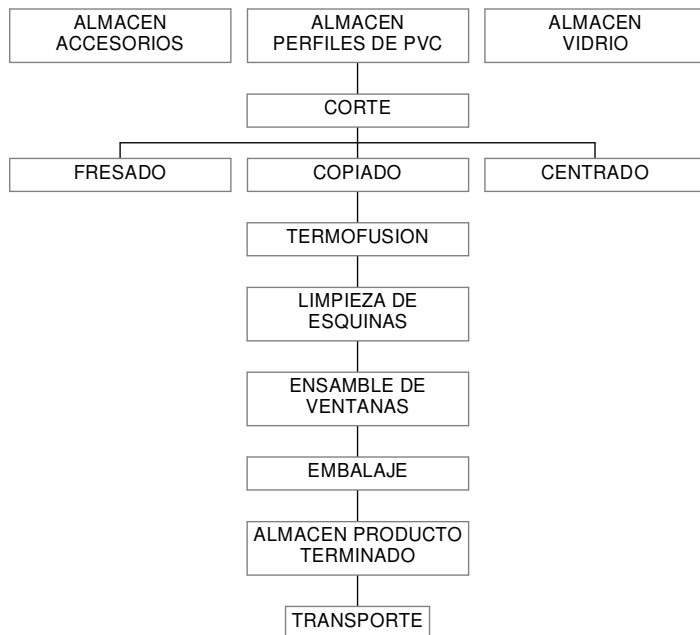 ALMACEN
ACCESORIOS
ALMACEN
PERFILES DE PVC
ALMACEN
VIDRIO
CORTE
FRESADO
COPIADO
CENTRADO
TERMOFUSION
LIMPIEZA DE
ESQUINAS
ENSAMBLE DE
VENTANAS
EMBALAJE
ALMACEN PRODUCTO
TERMINADO
TRANSPORTE